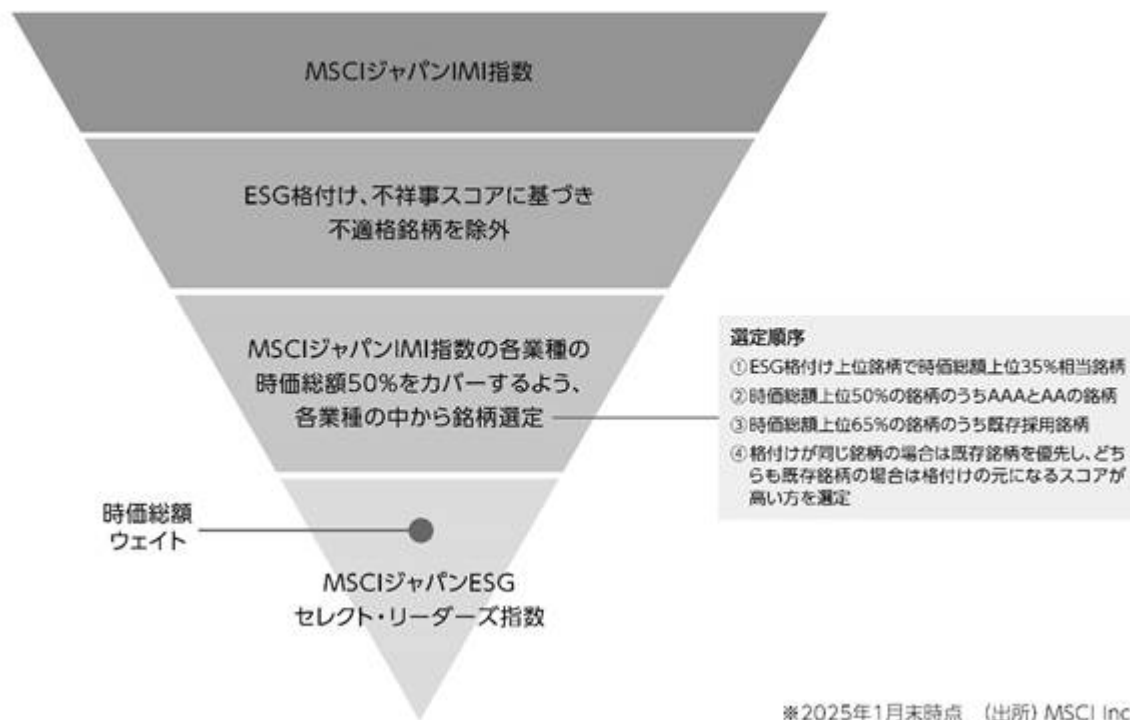 MSCIジャパンIMI指数
ESG格付け、不祥事スコアに基づき
不適格銘柄を除外
MSCIジャパンIMI指数の各業種の
時価総額50%をカバーするよう、
各業種の中から銘柄選定
選定順序
①ESG格付け上位銘柄で時価総額上位35%相当銘柄
②時価総額上位50%の銘柄のうちAAAとAAの銘柄
③時価総額上位65%の銘柄のうち既存採用銘柄
④格付けが同じ銘柄の場合は既存銘柄を優先し、どち
らも既存銘柄の場合は格付けの元になるスコアが
高い方を選定
時価総額
ウェイト
MSCIジャパンESG
セレクト・リーダーズ指数
※2025年1月末時点 (出所) MSCI Inc